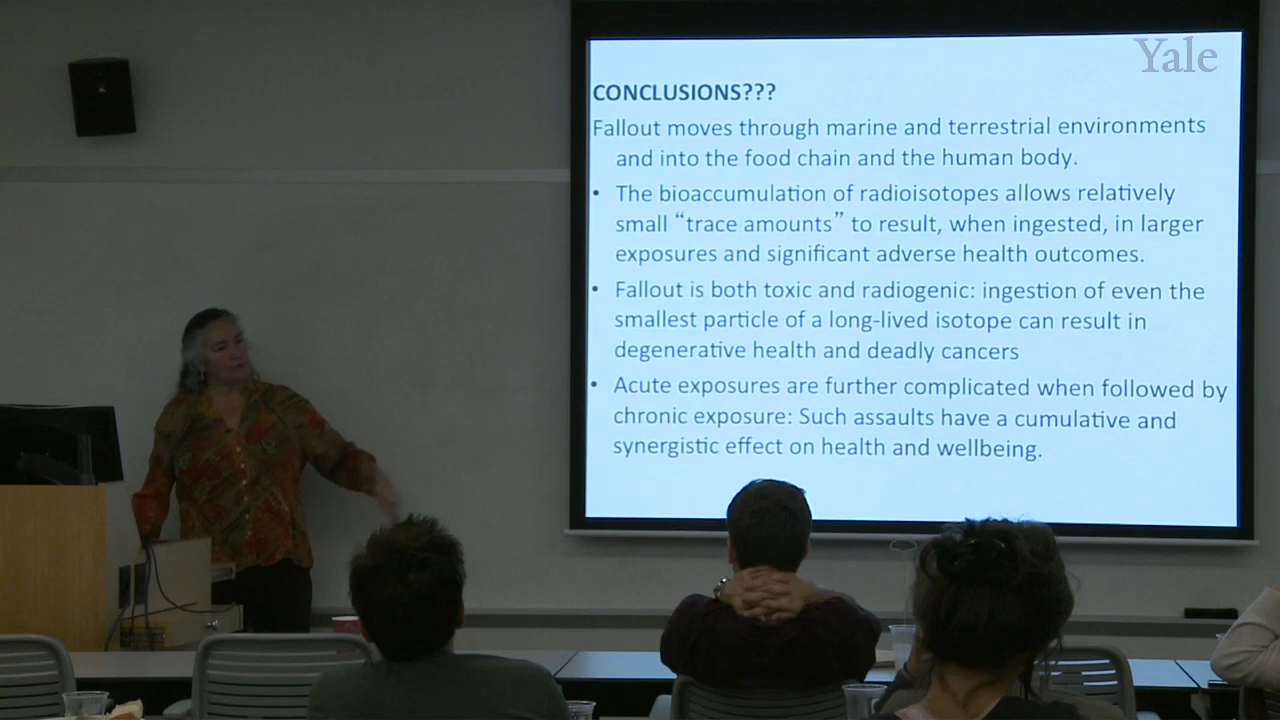 Yale
CONCLUSIONS???
Fallout moves through marine and terrestrial environments
and into the food chain and the human body.
• The bioaccumulation of radioisotopes allows relatively
small “trace amounts” to result, when ingested, in larger
exposures and significant adverse health outcomes.
• Fallout is both toxic and radiogenic: ingestion of even the
smallest particle of a long-lived isotope can result in
degenerative health and deadly cancers
• Acute exposures are further complicated when followed by
chronic exposure: Such assaults have a cumulative and
synergistic effect on health and wellbeing.